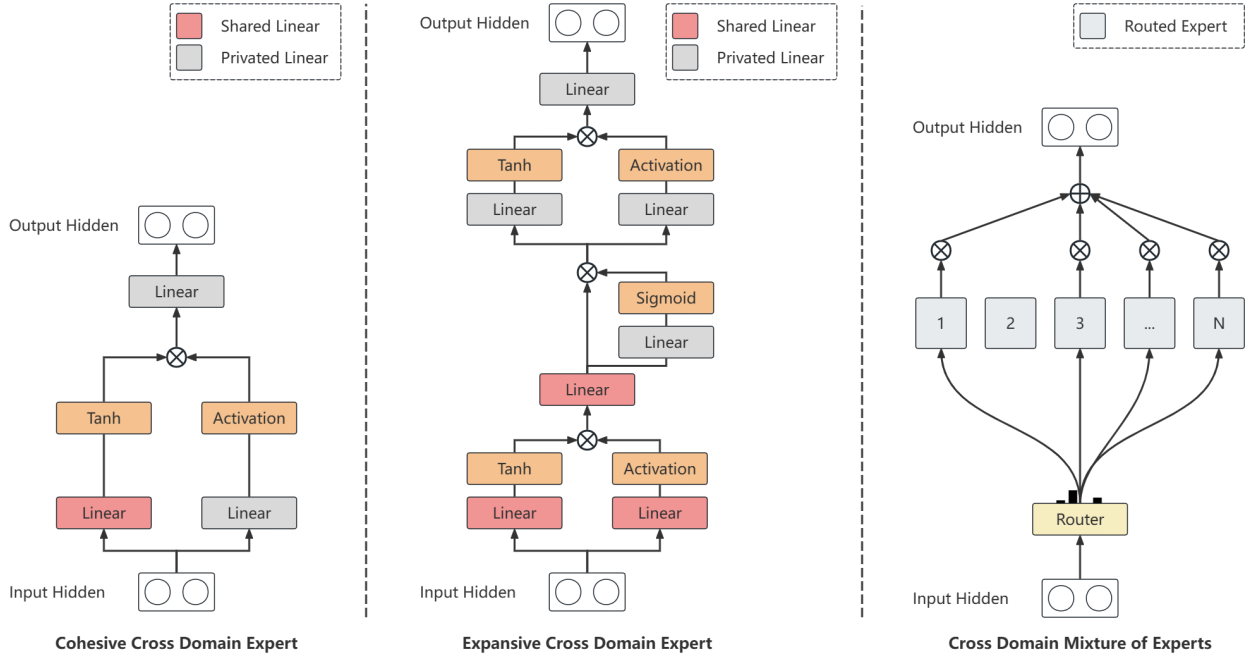 Shared Linear
Privated Linear
Output Hidden
Linear
Tanh
Activation
Linear
Linear
Input Hidden
Cohesive Cross Domain Expert
Output Hidden
Shared Linear
Privated Linear
Linear
Tanh
Activation
Linear
Linear
Sigmoid
Linear
Linear
Tanh
Activation
Linear
Linear
Input Hidden
Expansive Cross Domain Expert
Routed Expert
Output Hidden
1
2
3
...
N
Router
Input Hidden
Cross Domain Mixture of Experts